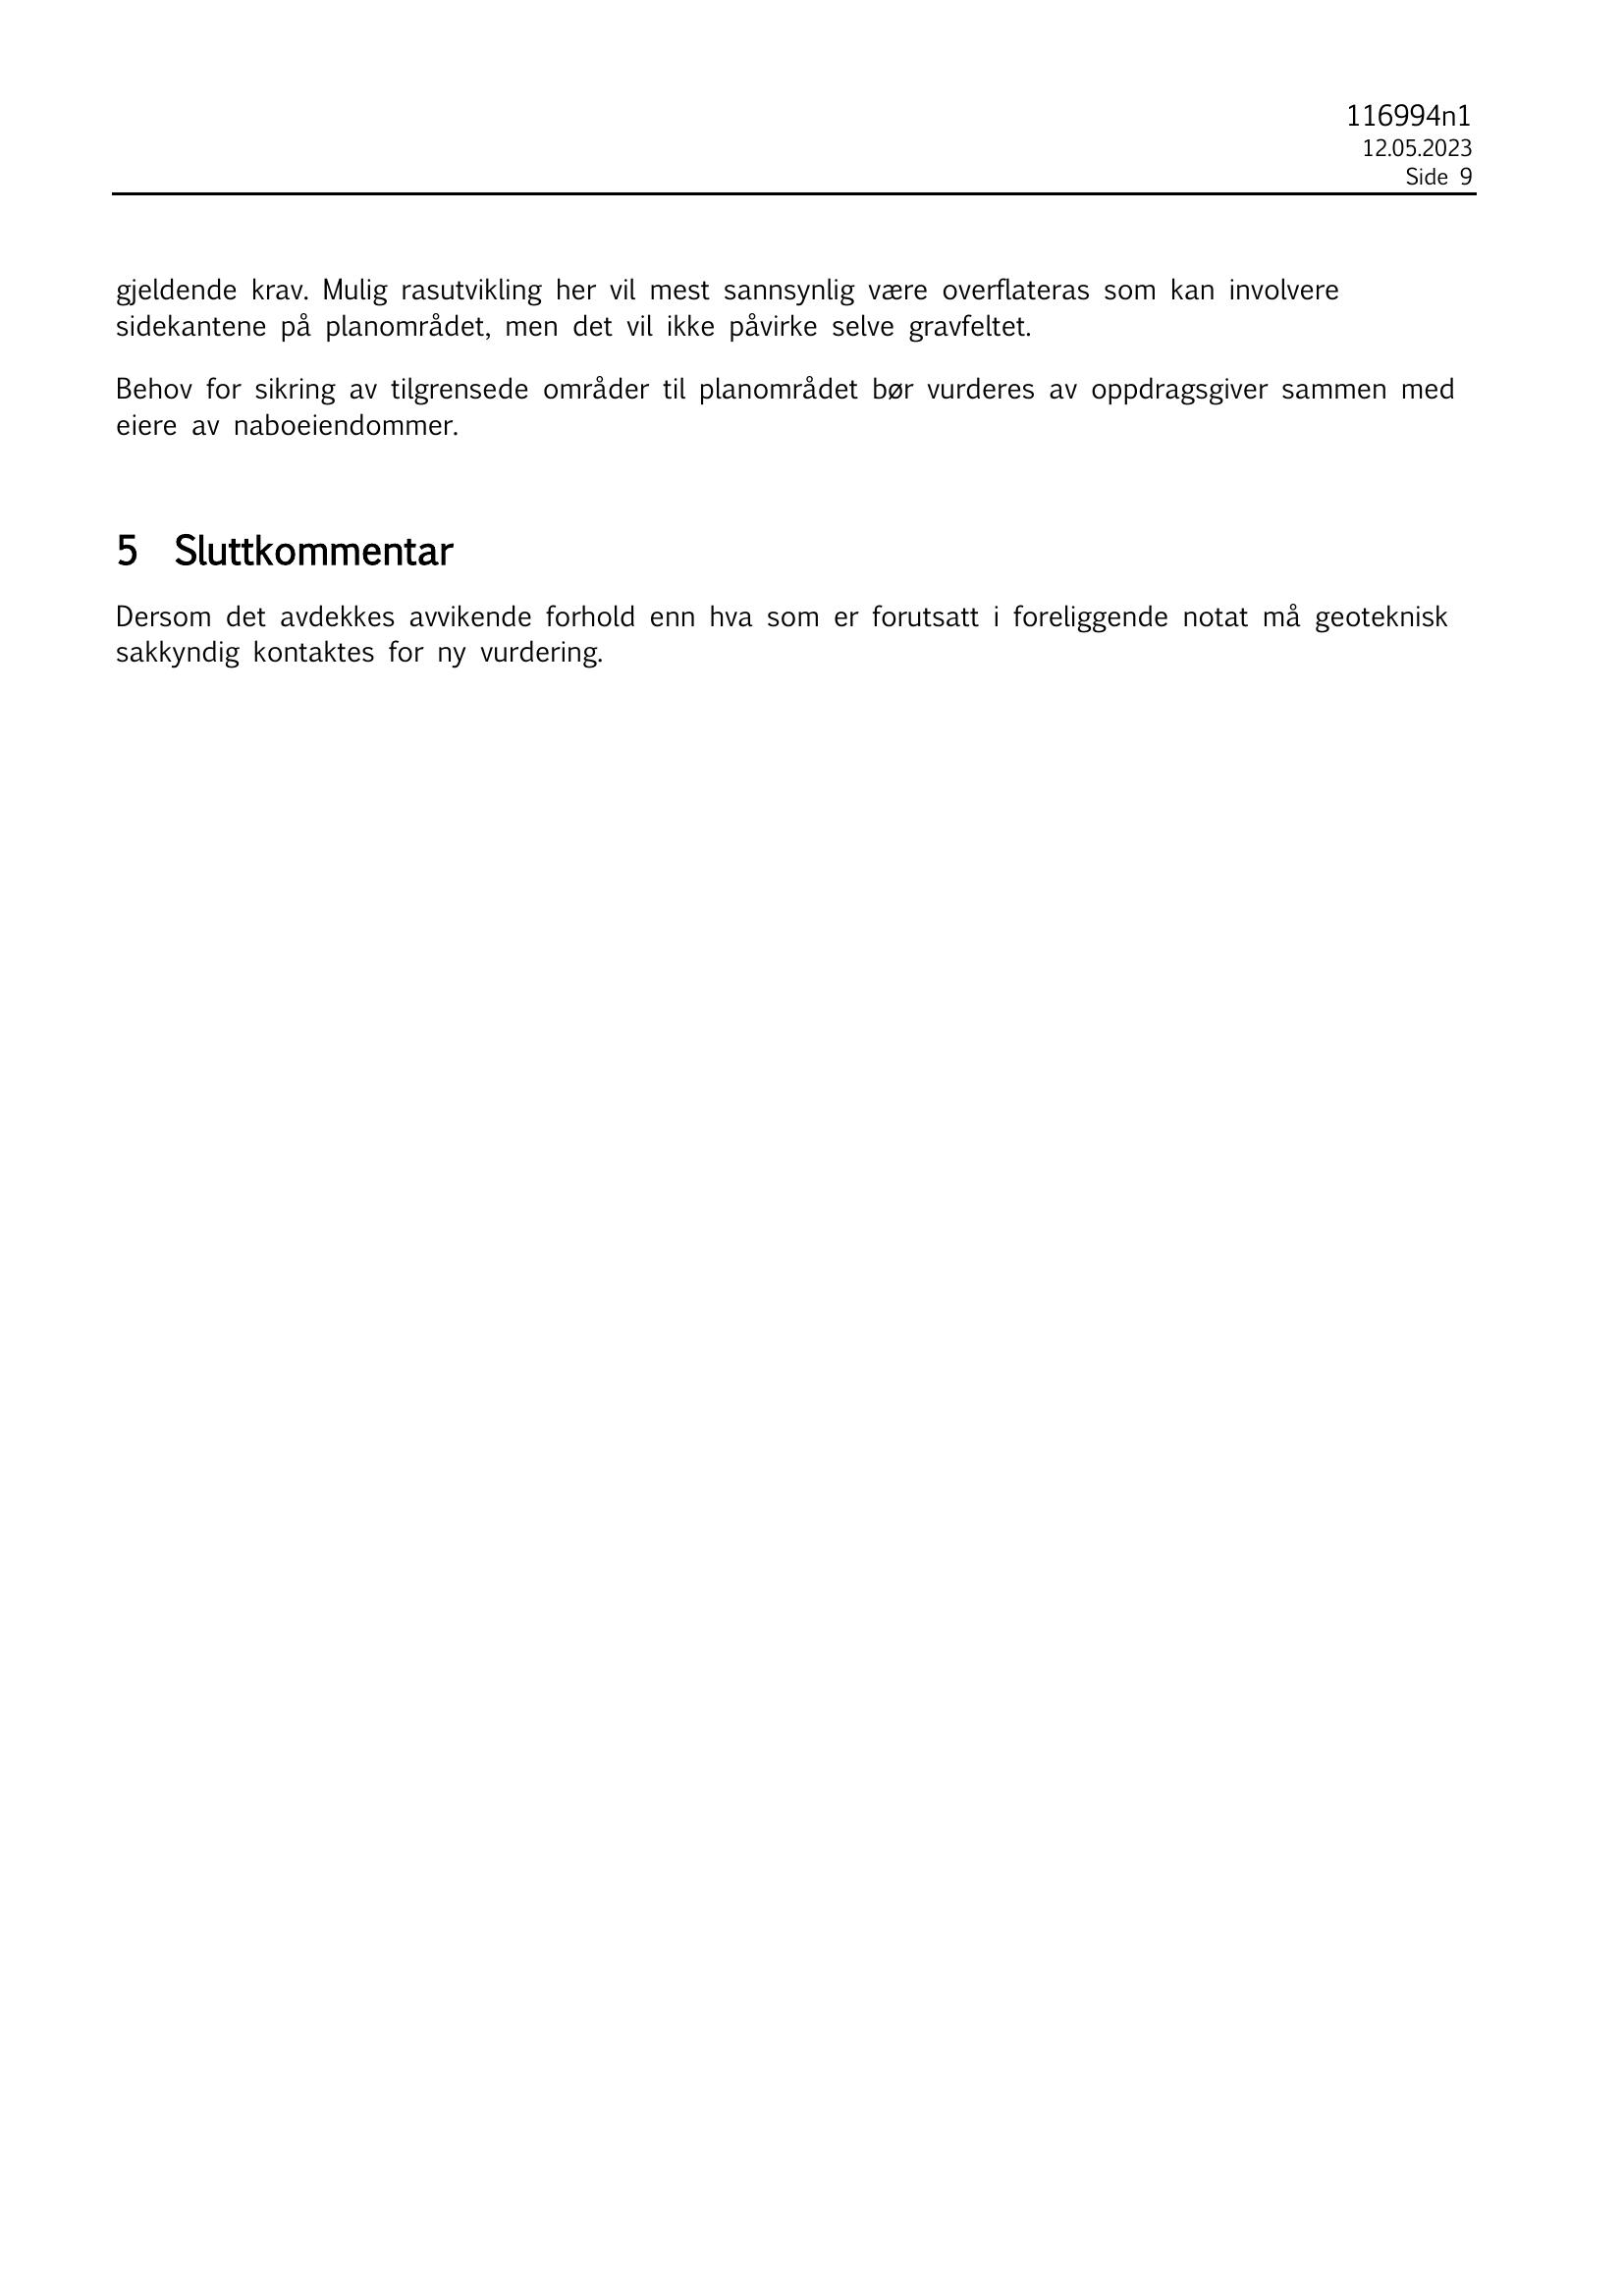 116994n1
12.05.2023
Side 9
gjeldende krav. Mulig rasutvikling her vil mest sannsynlig være overflateras som kan involvere
sidekantene på planområdet, men det vil ikke påvirke selve gravfeltet.
Behov for sikring av tilgrensede områder til planområdet bør vurderes av oppdragsgiver sammen med
eiere av naboeiendommer.
5 Sluttkommentar
Dersom det avdekkes avvikende forhold enn hva som er forutsatt i foreliggende notat må geoteknisk
sakkyndig kontaktes for ny vurdering.